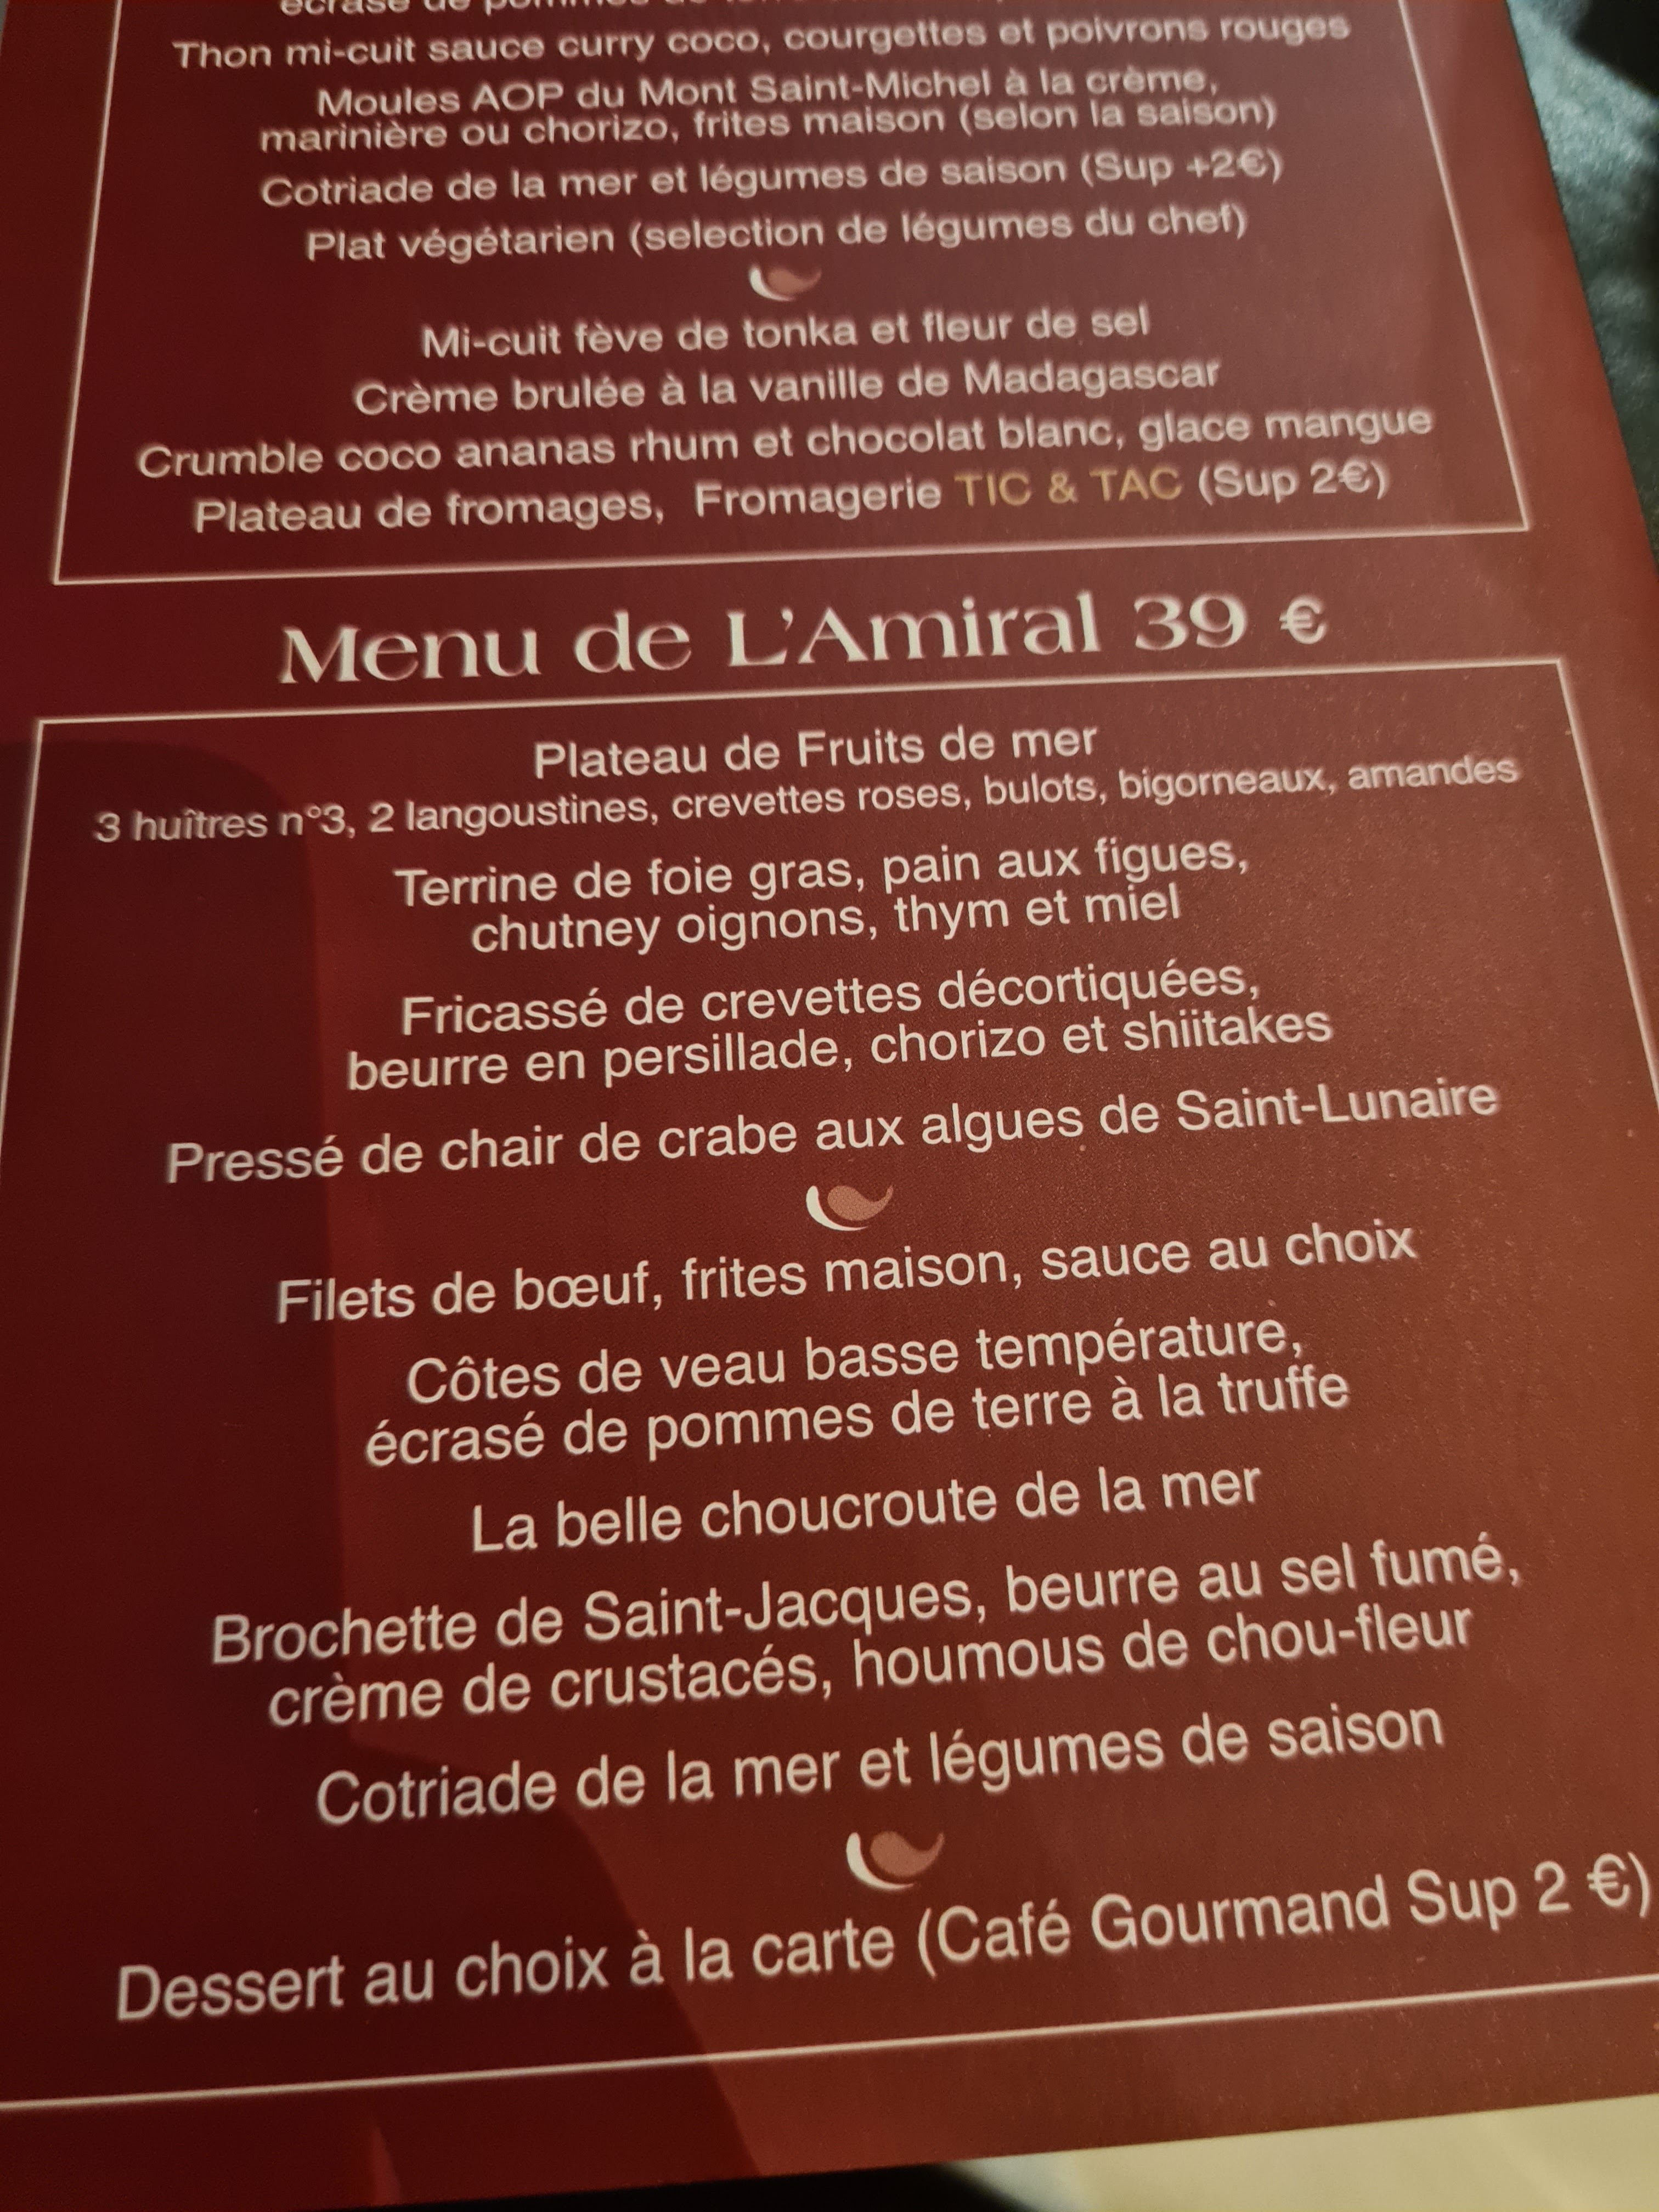 écrasé de pommes de
Thon mi-cuit sauce curry coco, courgettes et poivrons rouges
Moules AOP du Mont Saint-Michel à la crème,
marinière ou chorizo, frites maison (selon la saison)
Cotriade de la mer et légumes de saison (Sup +2€)
Plat végétarien (selection de légumes du chef)
Mi-cuit fève de tonka et fleur de sel
Crème brulée à la vanille de Madagascar
Crumble coco ananas rhum et chocolat blanc, glace mangue
Plateau de fromages, Fromagerie TIC & TAC (Sup 2€)
Menu de L'Amiral 39 €
Plateau de Fruits de mer
3 huîtres n°3, 2 langoustines, crevettes roses, bulots, bigorneaux, amandes
Terrine de foie gras, pain aux figues,
chutney oignons, thym et miel
Fricassé de crevettes décortiquées,
beurre en persillade, chorizo et shiitakes
Pressé de chair de crabe aux algues de Saint-Lunaire
Filets de bœuf, frites maison, sauce au choix
Côtes de veau basse température,
écrasé de pommes de terre à la truffe
La belle choucroute de la mer
Brochette de Saint-Jacques, beurre au sel fumé,
crème de crustacés, houmous de chou-fleur
Cotriade de la mer et légumes de saison
Dessert au choix à la carte (Café Gourmand Sup 2 €)